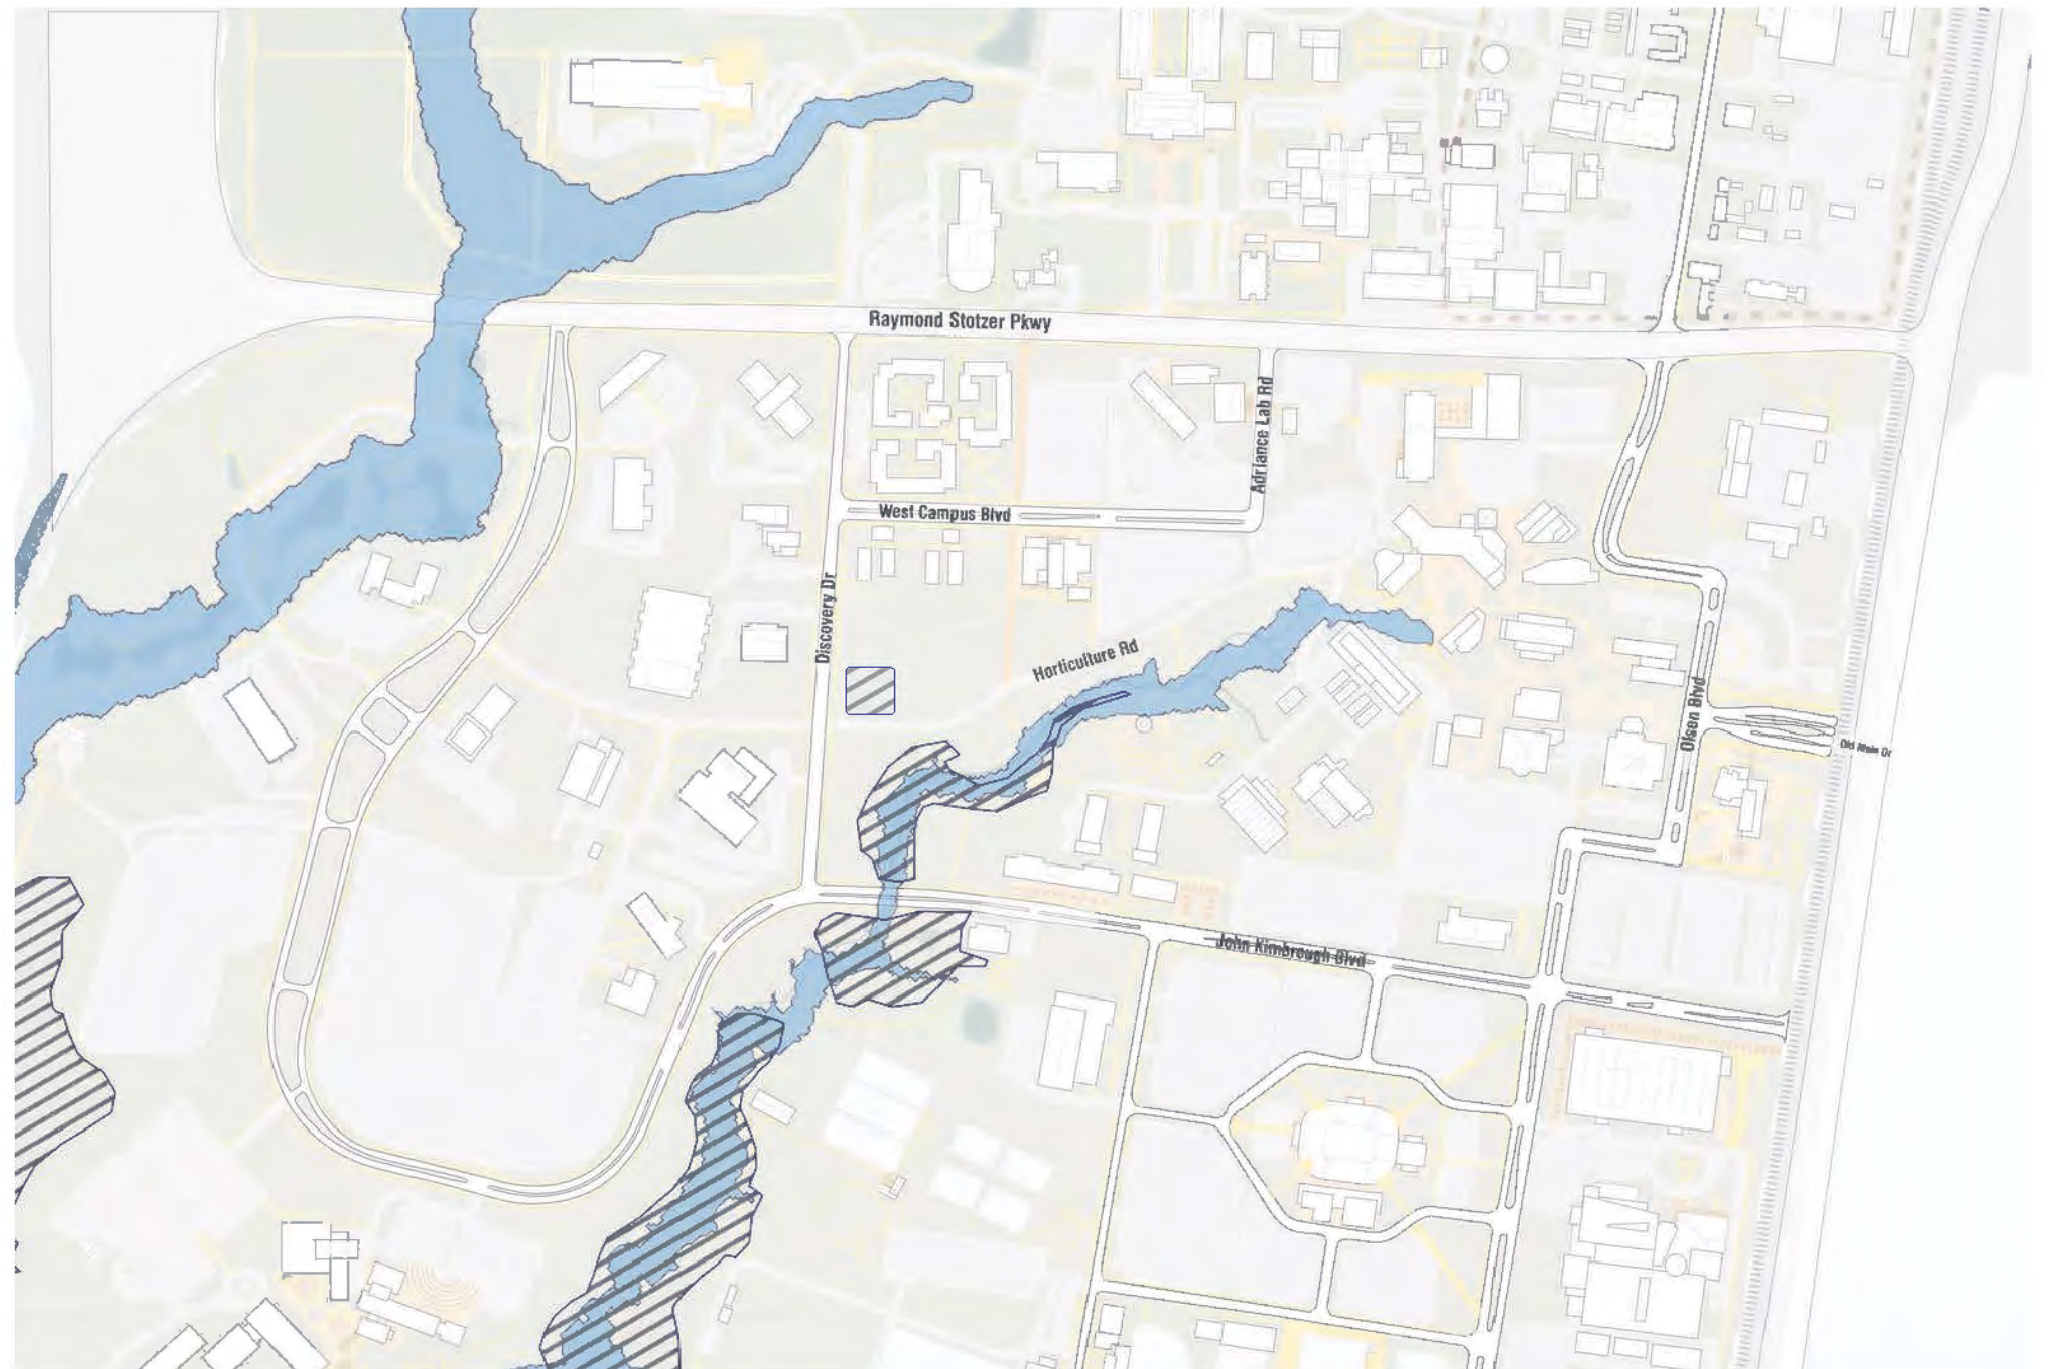 Raymond Stotzer Pkwy
Adriance Lab Rd
West Campus Blvd
Discovery Dr
Horticulture Rd
Olsen Blvd
Old Main Dr
John Kimbrough Blvd